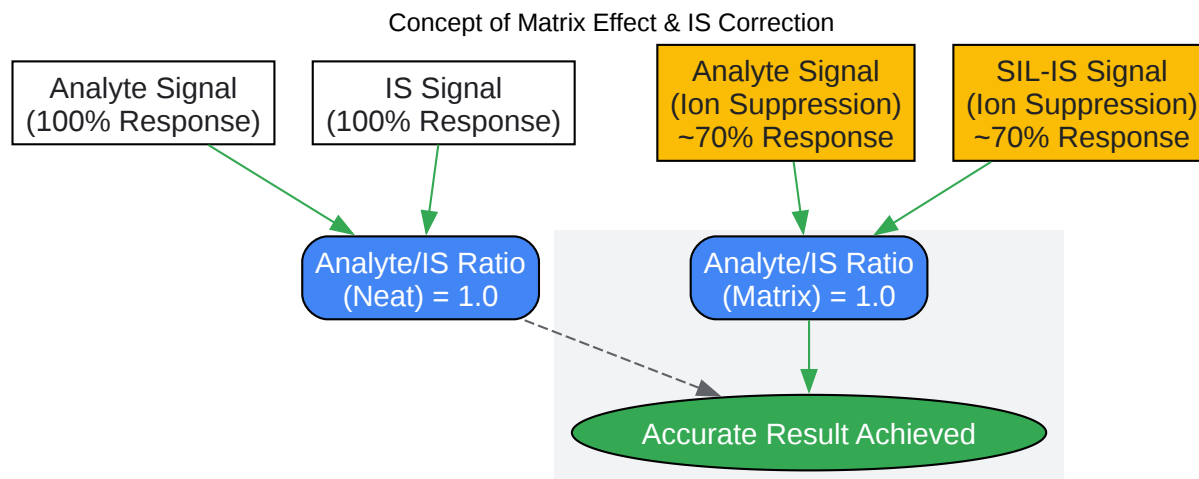 Concept of Matrix Effect & IS Correction
Analyte Signal
(100% Response)
IS Signal
(100% Response)
Analyte Signal
(Ion Suppression)
~70% Response
SIL-IS Signal
(Ion Suppression)
~70% Response
Analyte/IS Ratio
(Neat) = 1.0
Analyte/IS Ratio
(Matrix) = 1.0
Accurate Result Achieved